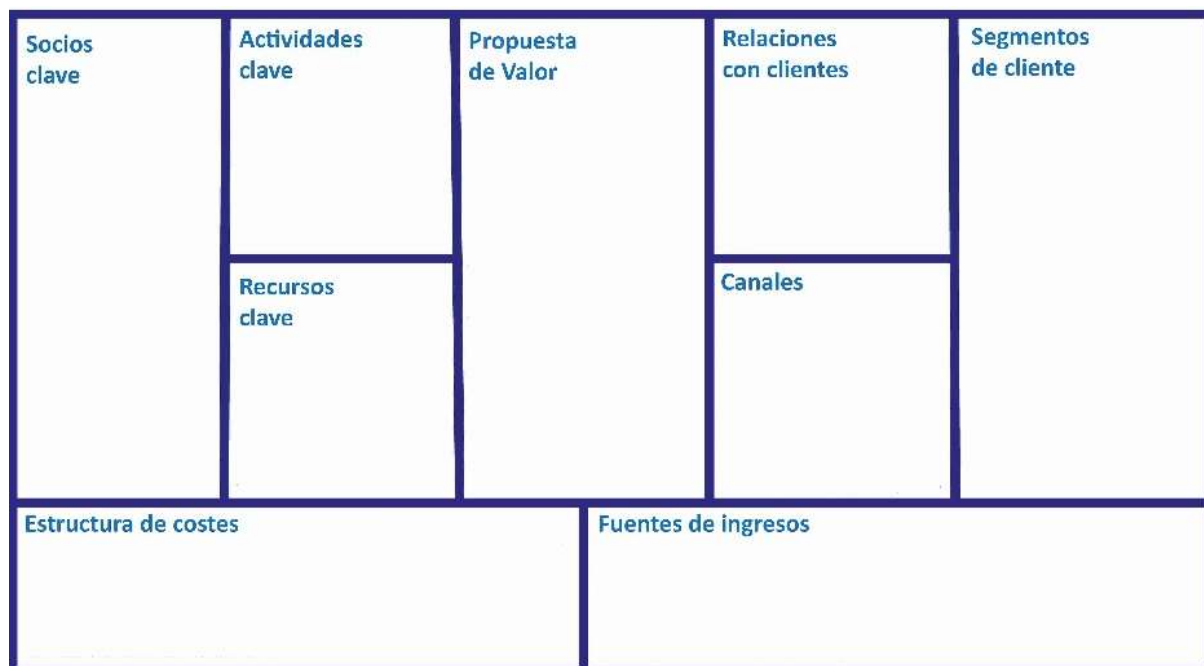 Socios
clave
Actividades
clave
Recursos
clave
Propuesta
de Valor
Relaciones
con clientes
Canales
Segmentos
de cliente
Estructura de costes
Fuentes de ingresos